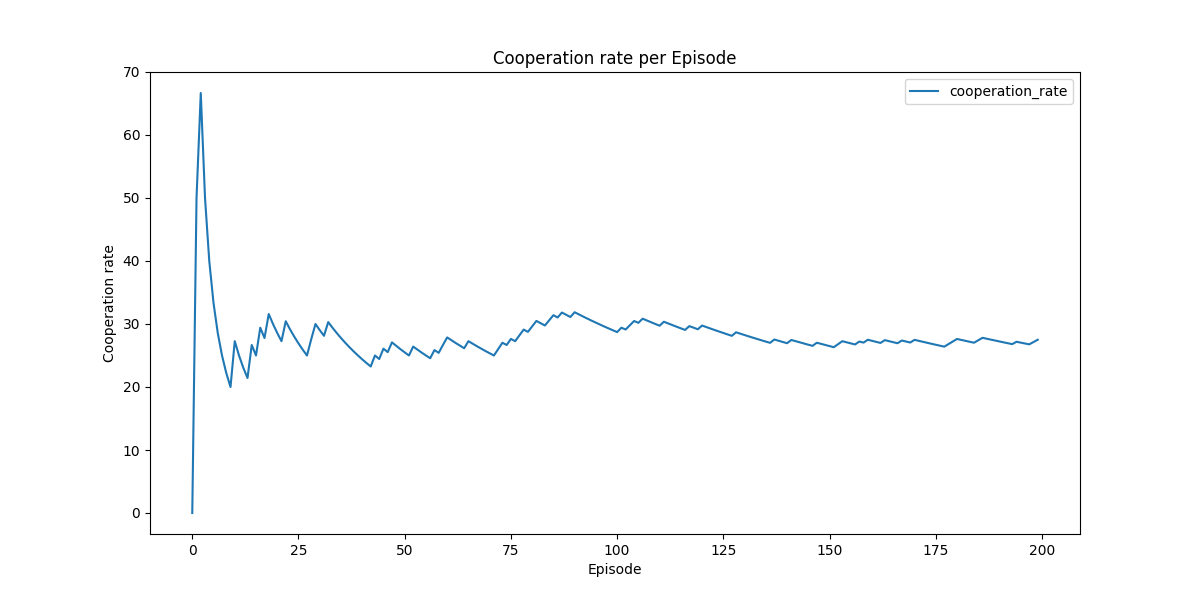 Cooperation rate per Episode
cooperation_rate
Cooperation rate
70
60
50
40
30
20
10
0
0 25 50 75 100 125 150 175 200
Episode